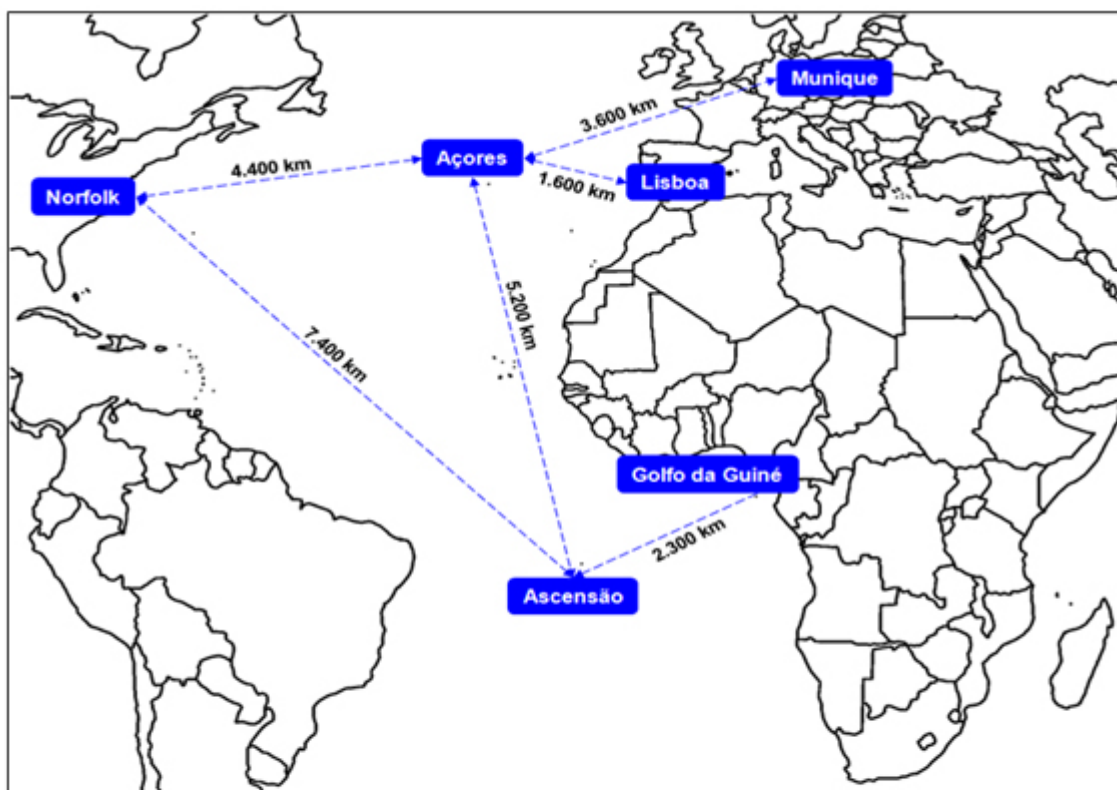 Munique
3.600 km
Açores
4.400 km
1.600 km
Lisboa
Norfolk
5.200 km
7.400 km
Golfo da Guiné
2.300 km
Ascensão